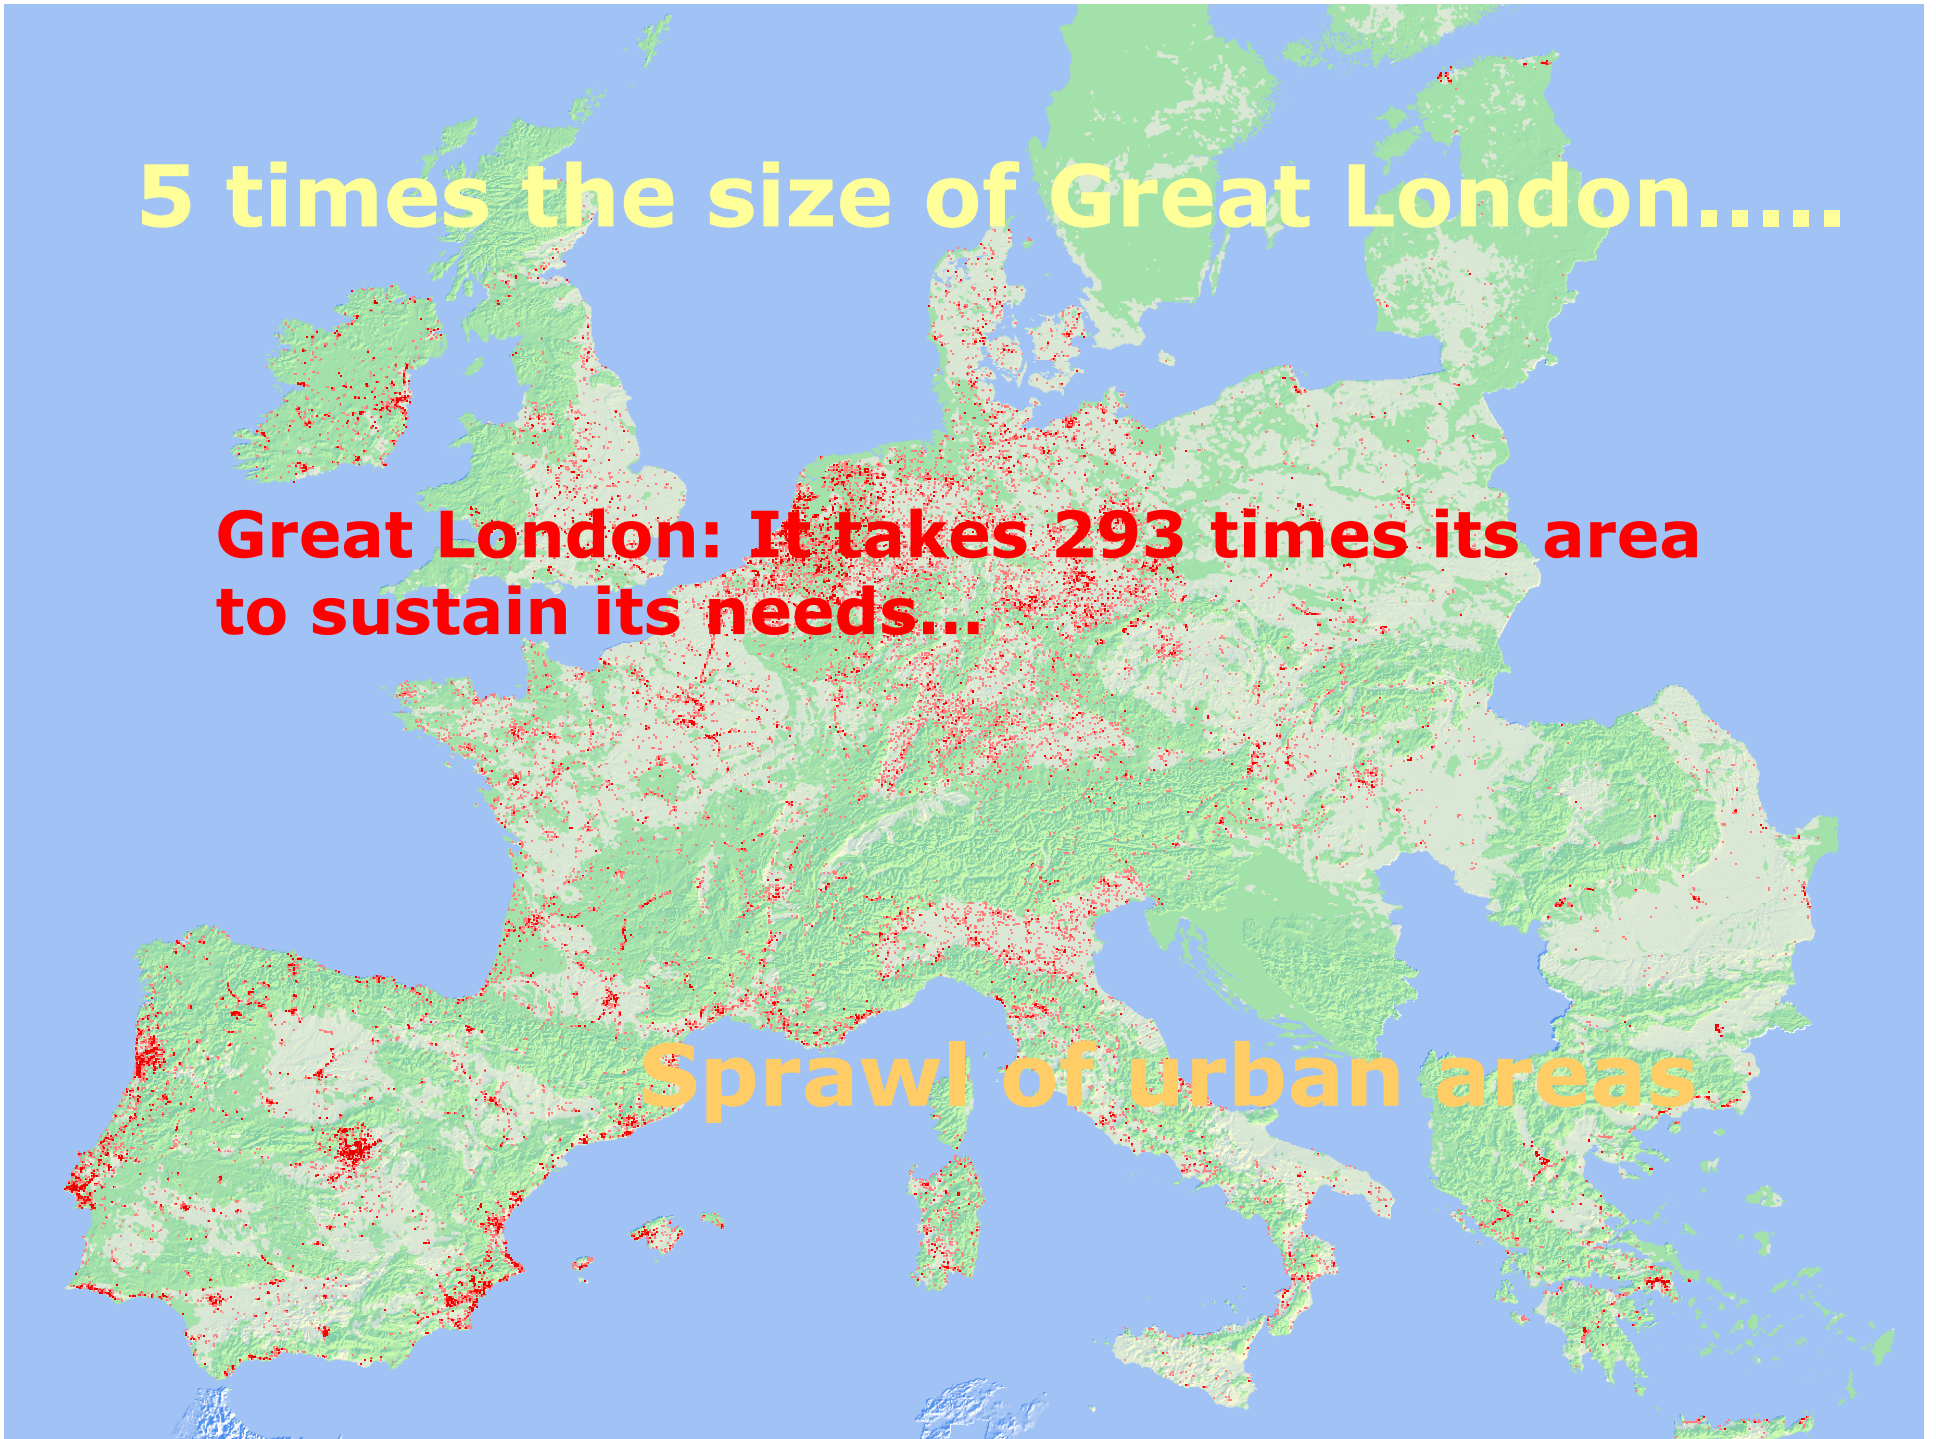 5 times the size of Great London.....
Great London: It takes 293 times its area
to sustain its needs...
Sprawl of urban areas